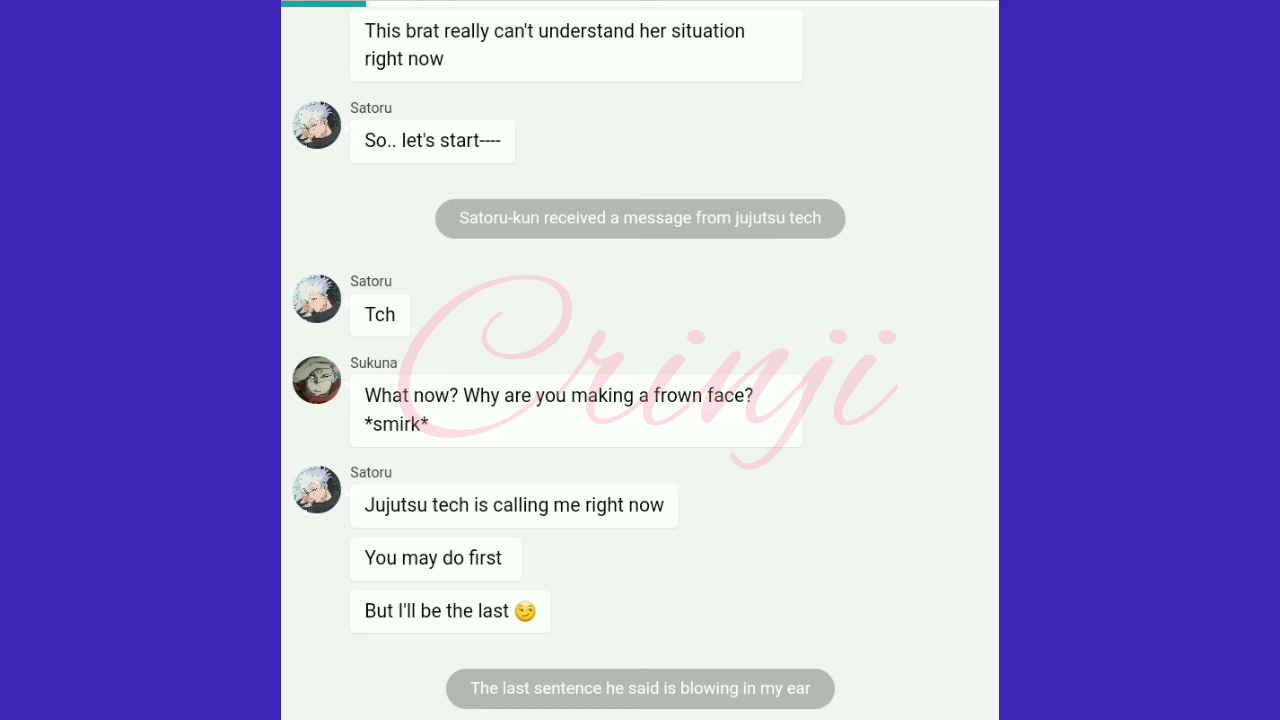 This brat really can't understand her situation
right now
Satoru
So.. let's start----
Satoru-kun received a message from jujutsu tech
Satoru
Tch
Sukuna
What now? Why are you making a frown face?
*smirk*
Crinji
Satoru
Jujutsu tech is calling me right now
You may do first
But I'll be the last 😏
The last sentence he said is blowing in my ear